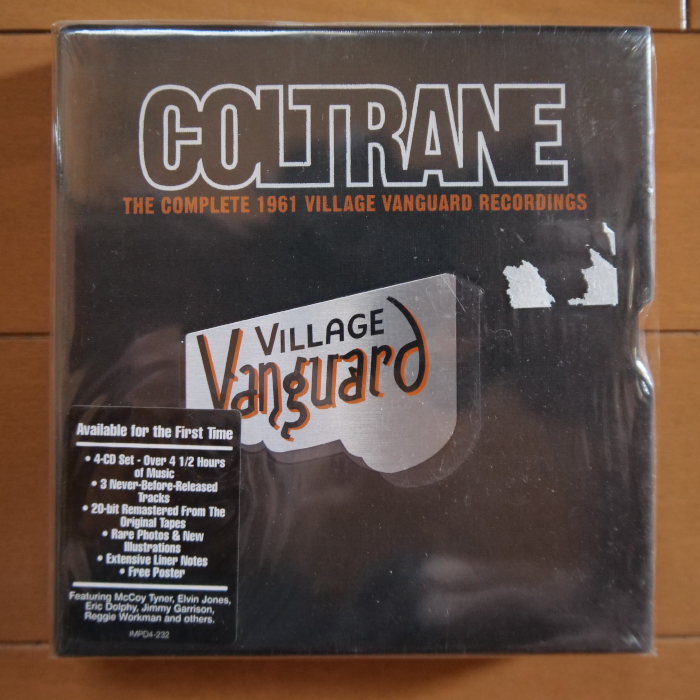 COLTRANE
THE COMPLETE 1961 VILLAGE VANGUARD RECORDINGS
VILLAGE
Vanguard
Available for the First Time
• 4-CD Set - Over 4 1/2 Hours
of Music
• 3 Never-Before-Released
Tracks
• 20-bit Remastered From The
Original Tapes
• Rare Photos & New
Illustrations
• Extensive Liner Notes
• Free Poster
Featuring McCoy Tyner, Elvin Jones,
Eric Dolphy, Jimmy Garrison,
Reggie Workman and others.
IMPD4-232